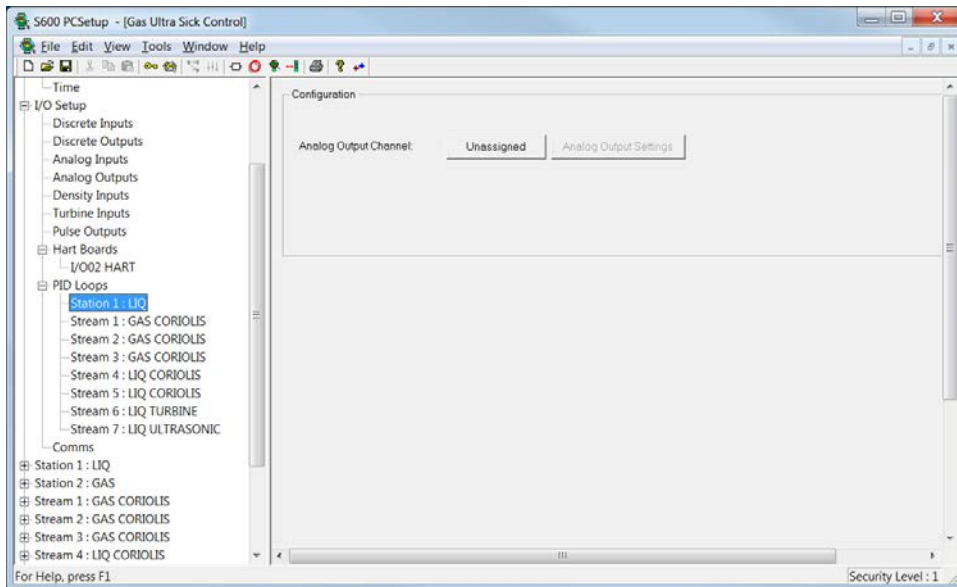 S600 PCSetup - [Gas Ultra Sick Control]
File Edit View Tools Window Help
Time
I/O Setup
Discrete Inputs
Discrete Outputs
Analog Inputs
Analog Outputs
Density Inputs
Turbine Inputs
Pulse Outputs
Hart Boards
I/O02 HART
PID Loops
Station 1 : LIQ
Stream 1 : GAS CORIOLIS
Stream 2 : GAS CORIOLIS
Stream 3 : GAS CORIOLIS
Stream 4 : LIQ CORIOLIS
Stream 5 : LIQ CORIOLIS
Stream 6 : LIQ TURBINE
Stream 7 : LIQ ULTRASONIC
Comms
Station 1 : LIQ
Station 2 : GAS
Stream 1 : GAS CORIOLIS
Stream 2 : GAS CORIOLIS
Stream 3 : GAS CORIOLIS
Stream 4 : LIQ CORIOLIS
Configuration
Analog Output Channel: Unassigned Analog Output Settings
For Help, press F1 Security Level : 1